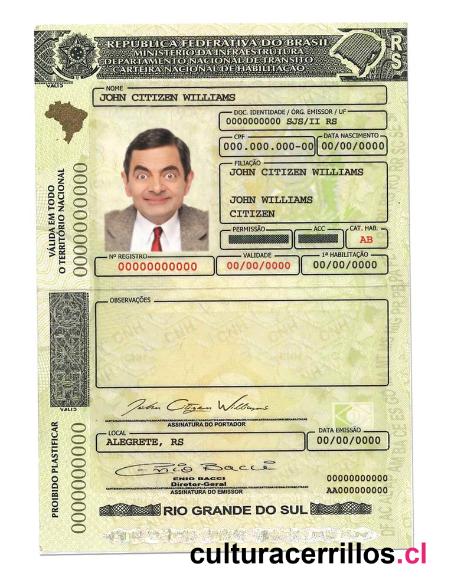 REPÚBLICA FEDERATIVA DO BRASIL
MINISTÉRIO DA INFRAESTRUTURA
DEPARTAMENTO NACIONAL DE TRÂNSITO
CARTEIRA NACIONAL DE HABILITAÇÃO
RS
NOME
JOHN CITIZEN WILLIAMS
DOC. IDENTIDADE / ÓRG. EMISSOR / UF
0000000000 SJS/II RS
CPF
000.000.000-00
DATA NASCIMENTO
00/00/0000
FILIAÇÃO
JOHN CITIZEN WILLIAMS
JOHN WILLIAMS
CITIZEN
PERMISSÃO
ACC
CAT. HAB.
AB
Nº REGISTRO
00000000000
VALIDADE
00/00/0000
1ª HABILITAÇÃO
00/00/0000
VÁLIDA EM TODO
O TERRITÓRIO NACIONAL
0000000000
OBSERVAÇÕES
John Citizen Williams
ASSINATURA DO PORTADOR
LOCAL
ALEGRETE, RS
DATA EMISSÃO
00/00/0000
Enio Bacci
ENIO BACCI
Diretor-Geral
ASSINATURA DO EMISSOR
00000000000
AA000000000
PROIBIDO PLASTIFICAR
0000000000
RIO GRANDE DO SUL
culturacerrillos.cl